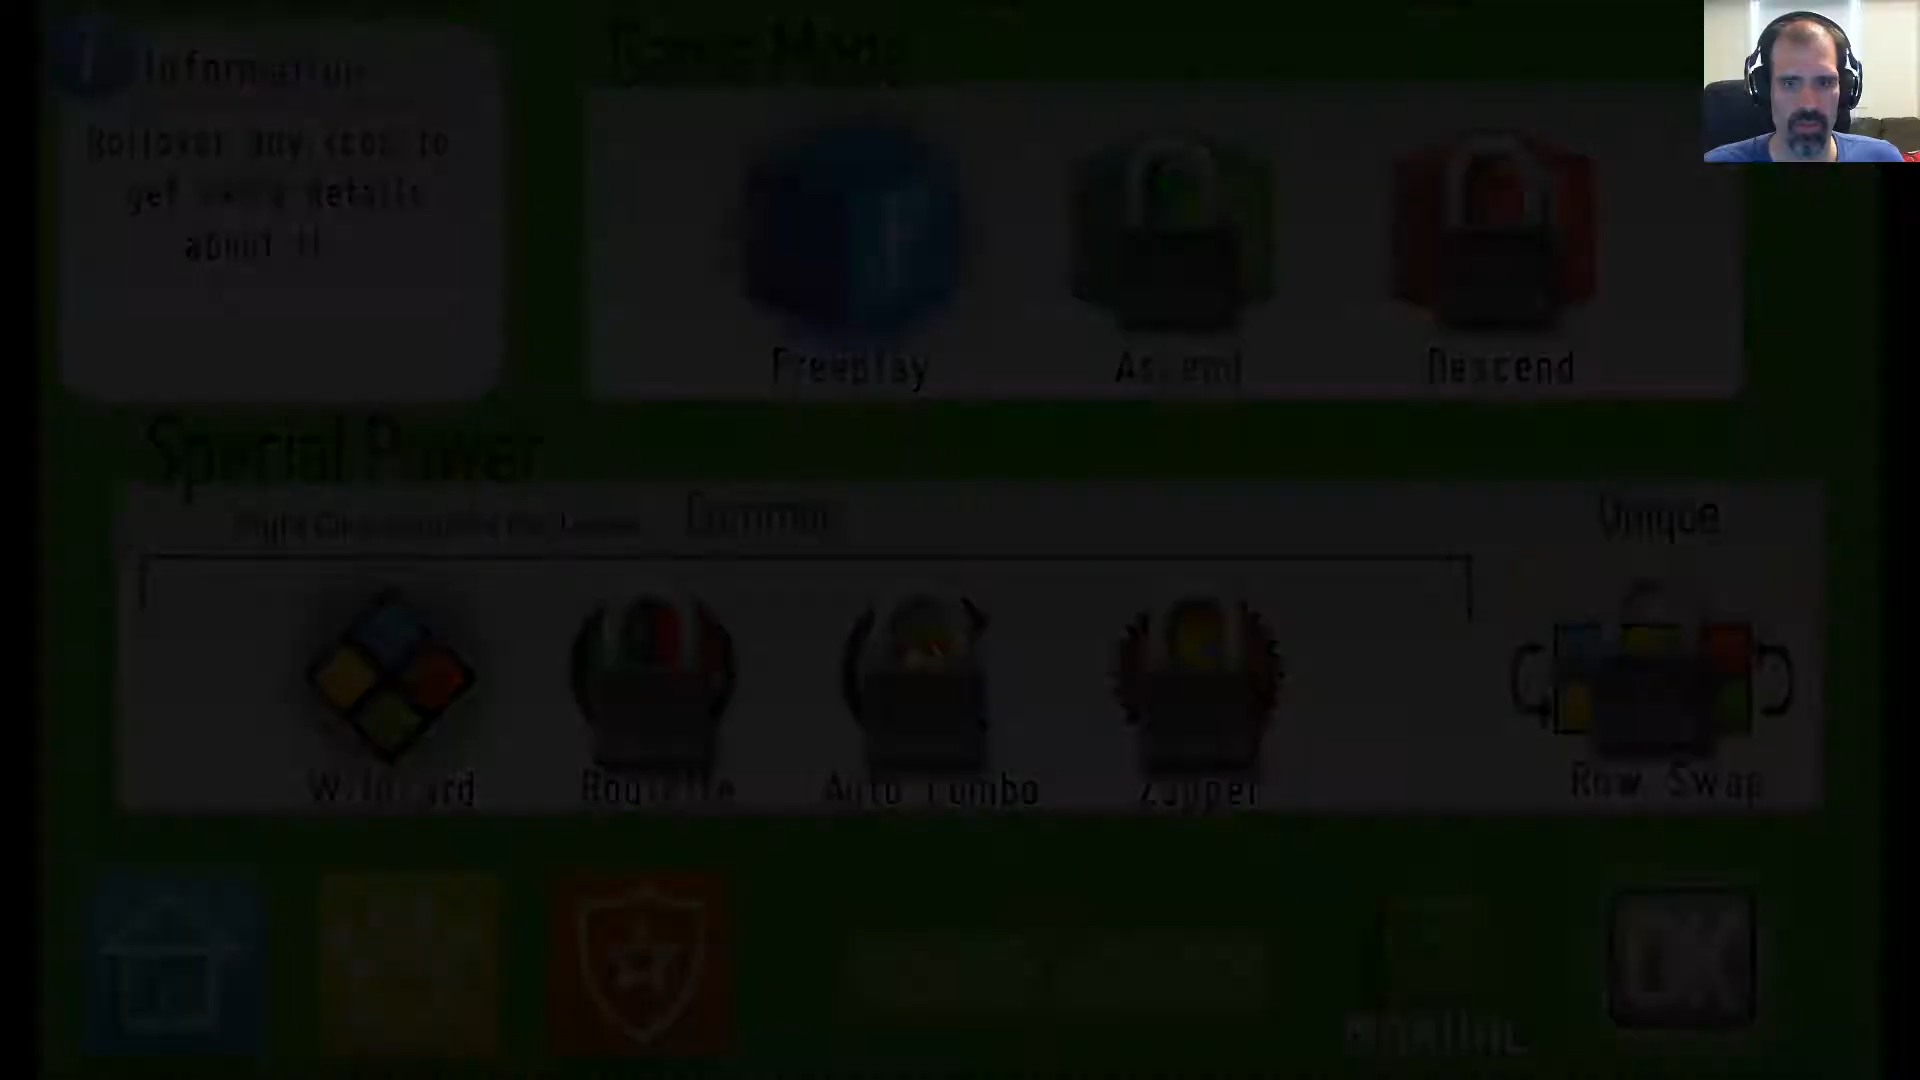 Information
Rollover any icon to
get more details
about it
Game Mode
Freeplay
Ascend
Descend
Special Power
Common
Unique
Wildcard
Roulette
Auto Combo
Zapper
Row Swap
OK